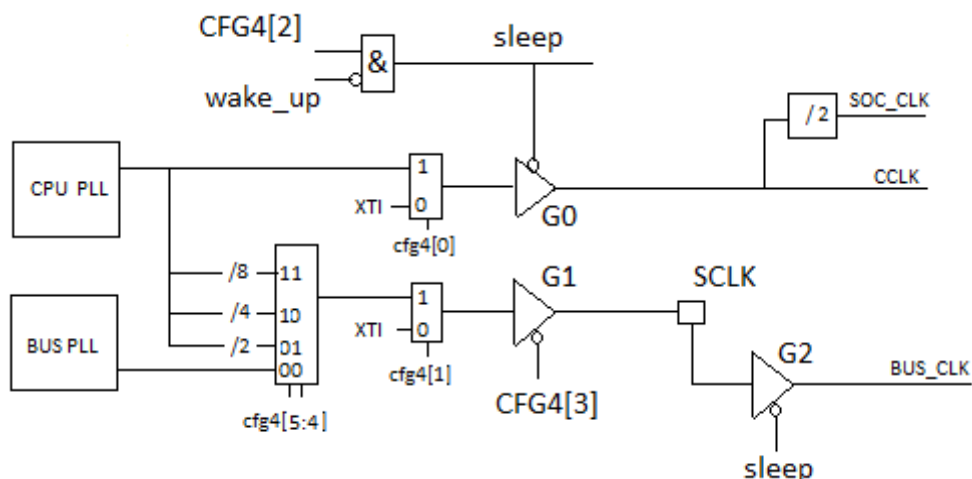 CFG4[2]
&
sleep
wake_up
/2
SOC_CLK
CPU PLL
1
XTI
0
cfg4[0]
G0
CCLK
/8
11
/4
10
/2
01
00
BUS PLL
cfg4[5:4]
1
XTI
0
cfg4[1]
G1
CFG4[3]
SCLK
G2
BUS_CLK
sleep